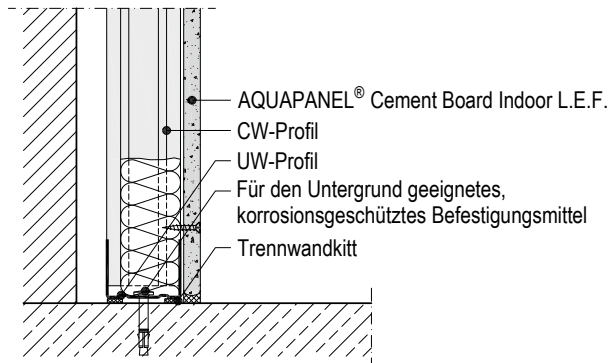 AQUAPANEL® Cement Board Indoor L.E.F.
CW-Profil
UW-Profil
Für den Untergrund geeignetes,
korrosionsgeschütztes Befestigungsmittel
Trennwandkitt